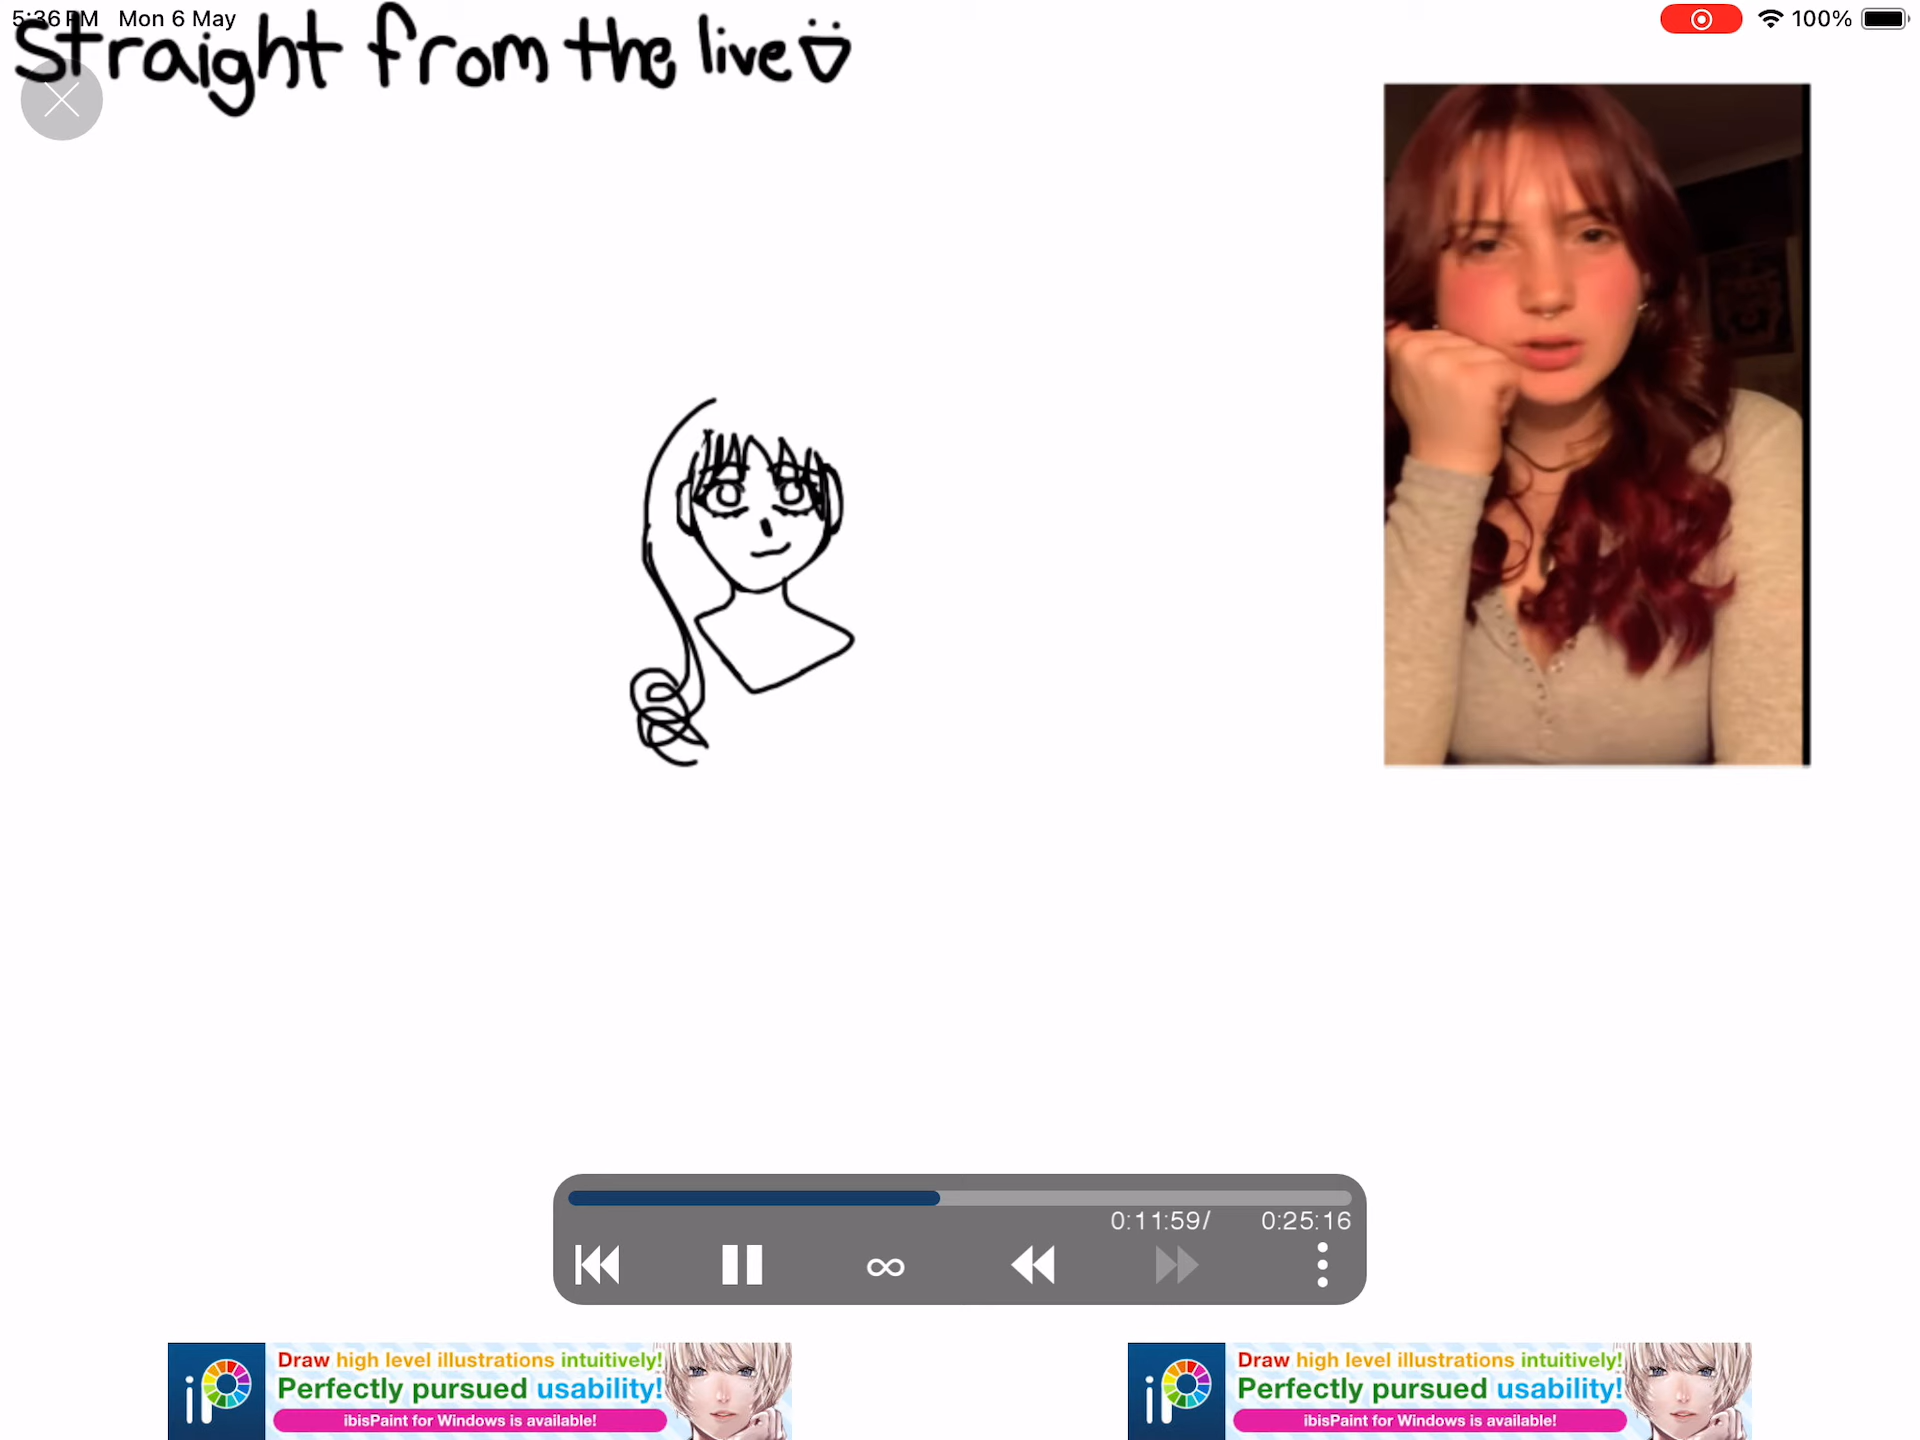 5:36 PM Mon 6 May
100%
Straight from the live
0:11:59/ 0:25:16
iP
Draw high level illustrations intuitively!
Perfectly pursued usability!
ibisPaint for Windows is available!
iP
Draw high level illustrations intuitively!
Perfectly pursued usability!
ibisPaint for Windows is available!